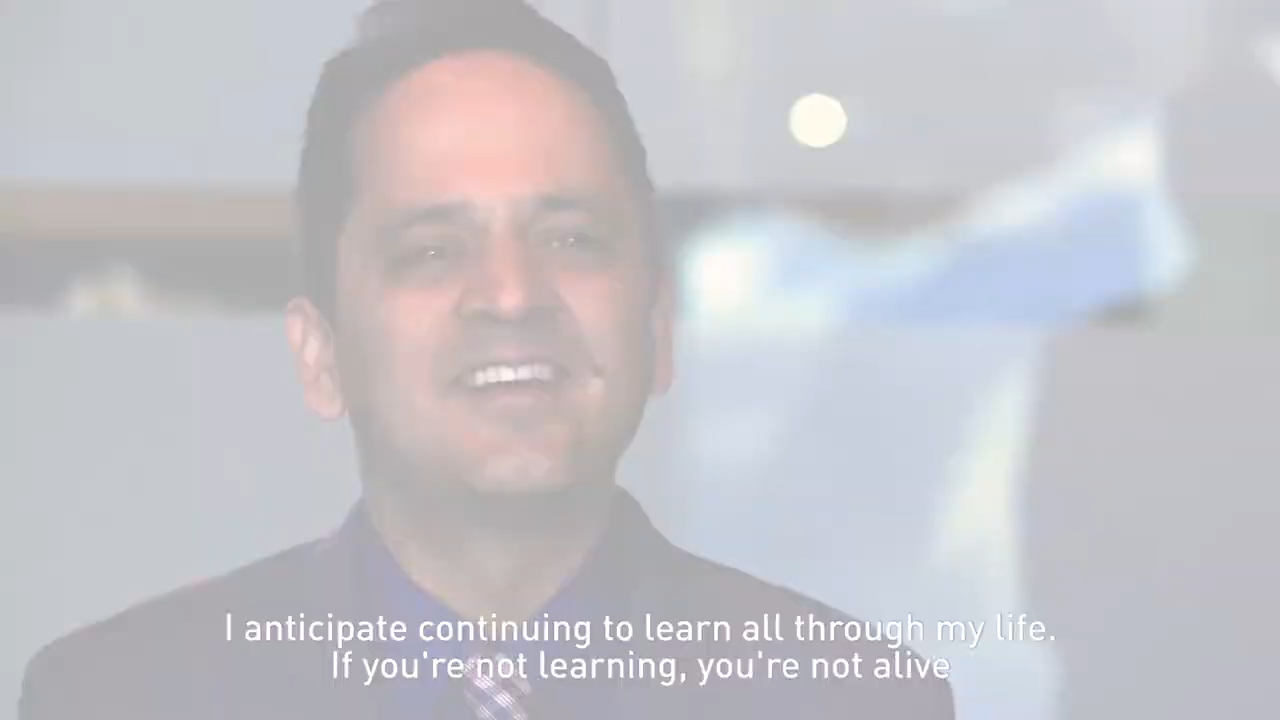 I anticipate continuing to learn all through my life.
If you're not learning, you're not alive